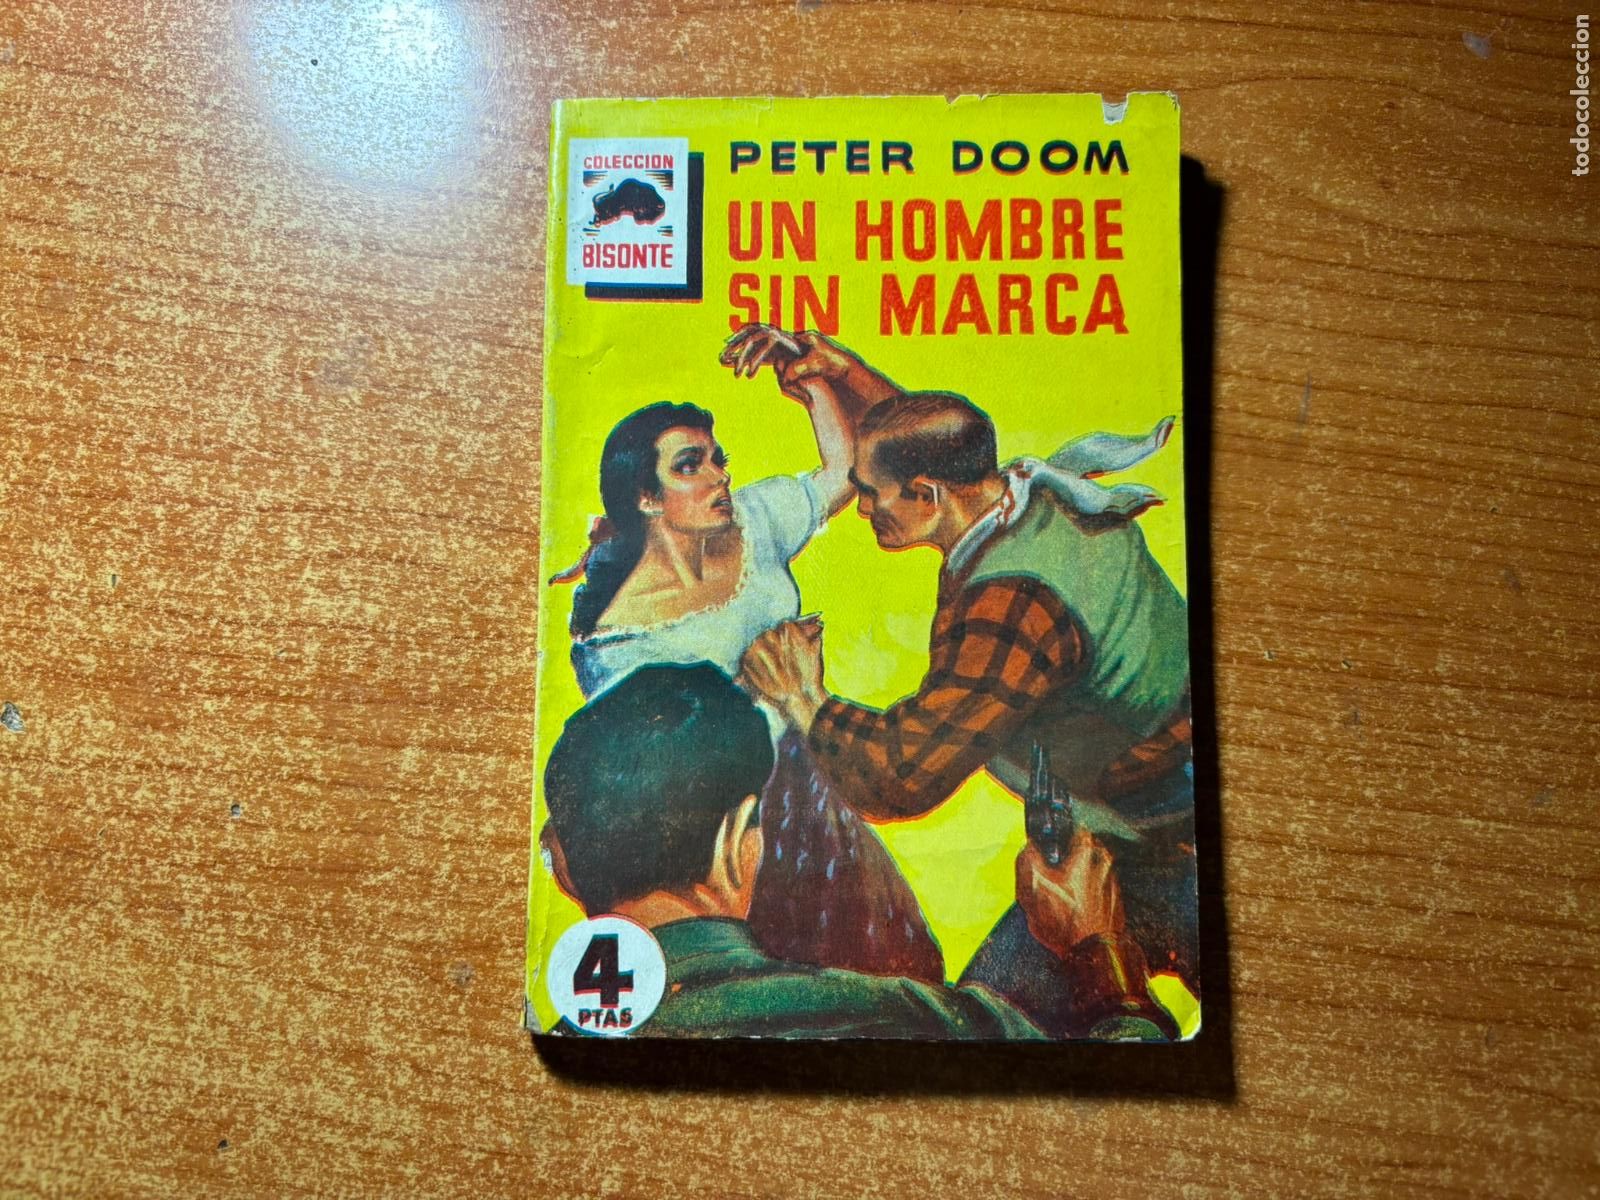 COLECCION
BISONTE
PETER DOOM
UN HOMBRE
SIN MARCA
4
PTAS
todocoleccion